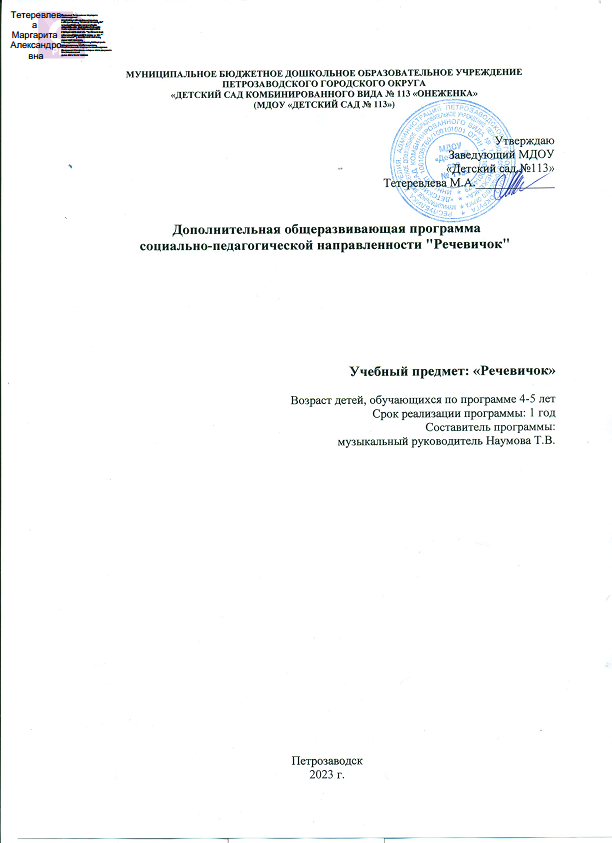 Тетеревлев
а
Маргарита
Александро
вна
МУНИЦИПАЛЬНОЕ БЮДЖЕТНОЕ ДОШКОЛЬНОЕ ОБРАЗОВАТЕЛЬНОЕ УЧРЕЖДЕНИЕ
ПЕТРОЗАВОДСКОГО ГОРОДСКОГО ОКРУГА
«ДЕТСКИЙ САД КОМБИНИРОВАННОГО ВИДА № 113 «ОНЕЖЕНКА»
(МДОУ «ДЕТСКИЙ САД № 113»)
Утверждаю
Заведующий МДОУ
«Детский сад №113»
Тетеревлева М.А.
Дополнительная общеразвивающая программа
социально-педагогической направленности "Речевичок"
Учебный предмет: «Речевичок»
Возраст детей, обучающихся по программе 4-5 лет
Срок реализации программы: 1 год
Составитель программы:
музыкальный руководитель Наумова Т.В.
Петрозаводск
2023 г.